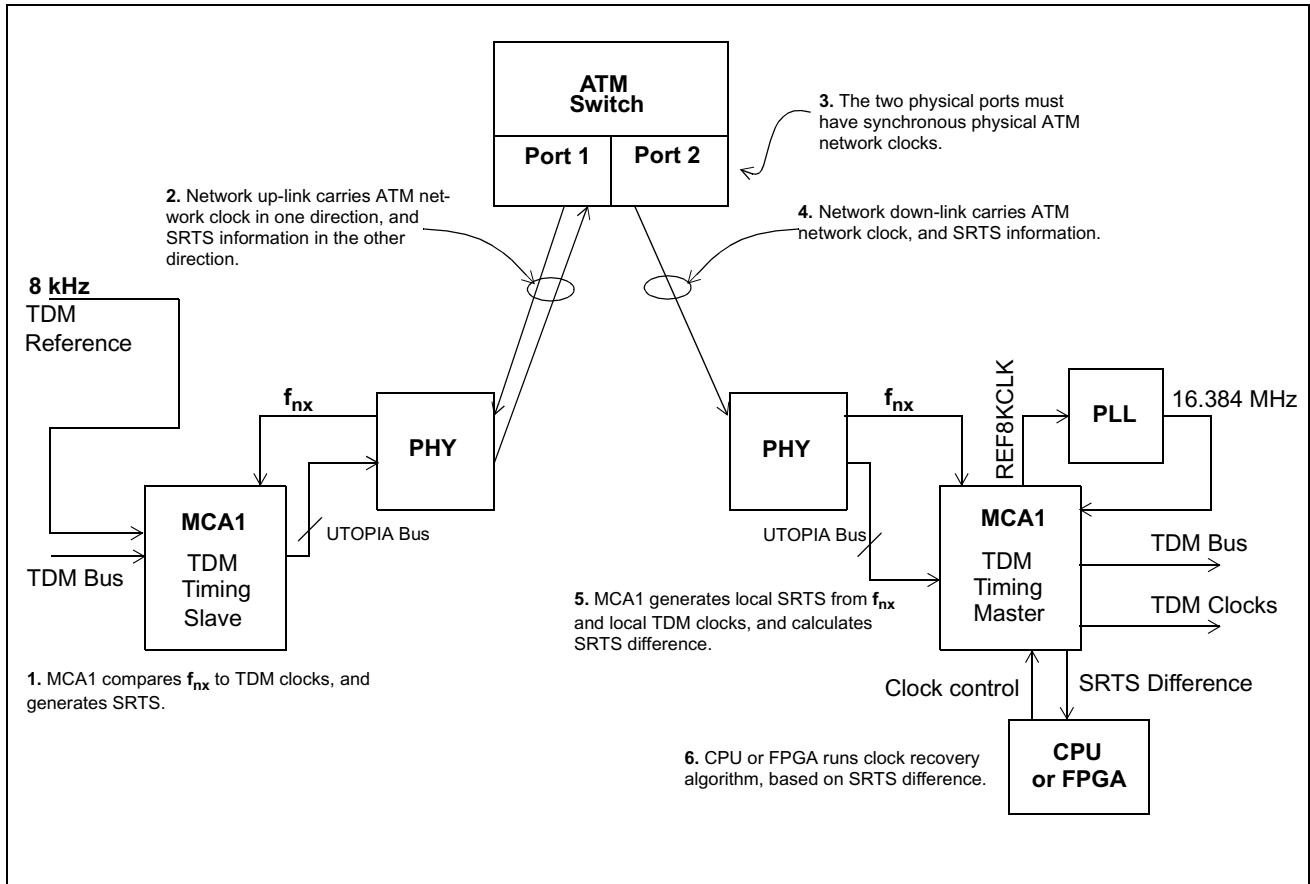 ATM
Switch
Port 1
Port 2
3. The two physical ports must
have synchronous physical ATM
network clocks.
2. Network up-link carries ATM net-
work clock in one direction, and
SRTS information in the other
direction.
4. Network down-link carries ATM
network clock, and SRTS information.
8 kHz
TDM
Reference
fnx
PHY
MCA1
TDM
Timing
Slave
UTOPIA Bus
TDM Bus
1. MCA1 compares fnx to TDM clocks, and
generates SRTS.
PHY
fnx
REF8KCLK
PLL
16.384 MHz
UTOPIA Bus
MCA1
TDM
Timing
Master
TDM Bus
TDM Clocks
5. MCA1 generates local SRTS from fnx
and local TDM clocks, and calculates
SRTS difference.
Clock control
SRTS Difference
6. CPU or FPGA runs clock recovery
algorithm, based on SRTS difference.
CPU
or FPGA